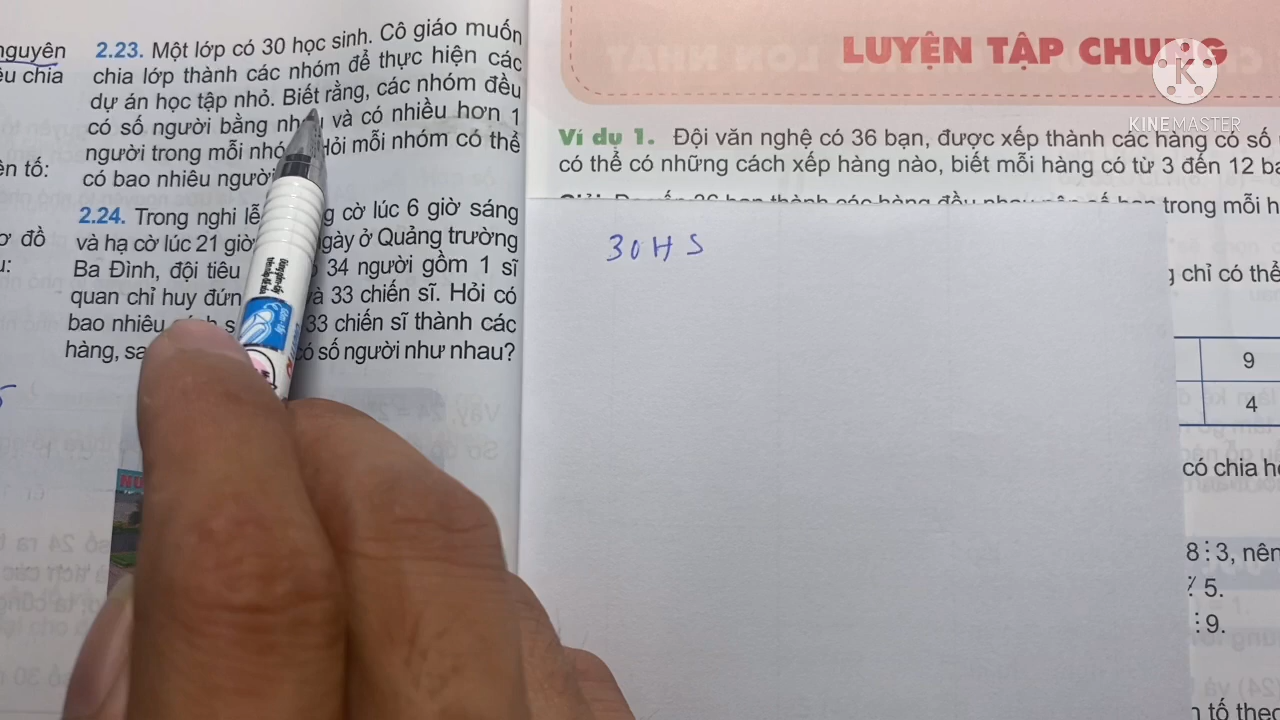 nguyên
chia
ên tố:
ơ đồ
2.23. Một lớp có 30 học sinh. Cô giáo muốn
chia lớp thành các nhóm để thực hiện các
dự án học tập nhỏ. Biết rằng, các nhóm đều
có số người bằng và có nhiều hơn 1
người trong mỗi Hỏi mỗi nhóm có thể
có bao nhiêu người
2.24. Trong nghi lễ cờ lúc 6 giờ sáng
và hạ cờ lúc 21 giờ ở Quảng trường
Ba Đình, đội tiêu 34 người gồm 1 sĩ
quan chỉ huy và 33 chiến sĩ. Hỏi có
bao nhiêu 33 chiến sĩ thành các
hàng, có số người như nhau?
LUYỆN TẬP CHUNG
K
KINEMASTER
Ví dụ 1. Đội văn nghệ có 36 bạn, được xếp thành các hàng có số
có thể có những cách xếp hàng nào, biết mỗi hàng có từ 3 đến 12
trong mỗi
30 HS
chỉ có thể
9
4
có chia
8 ⋮ 3, nên
5.
⋮ 9.
tố theo